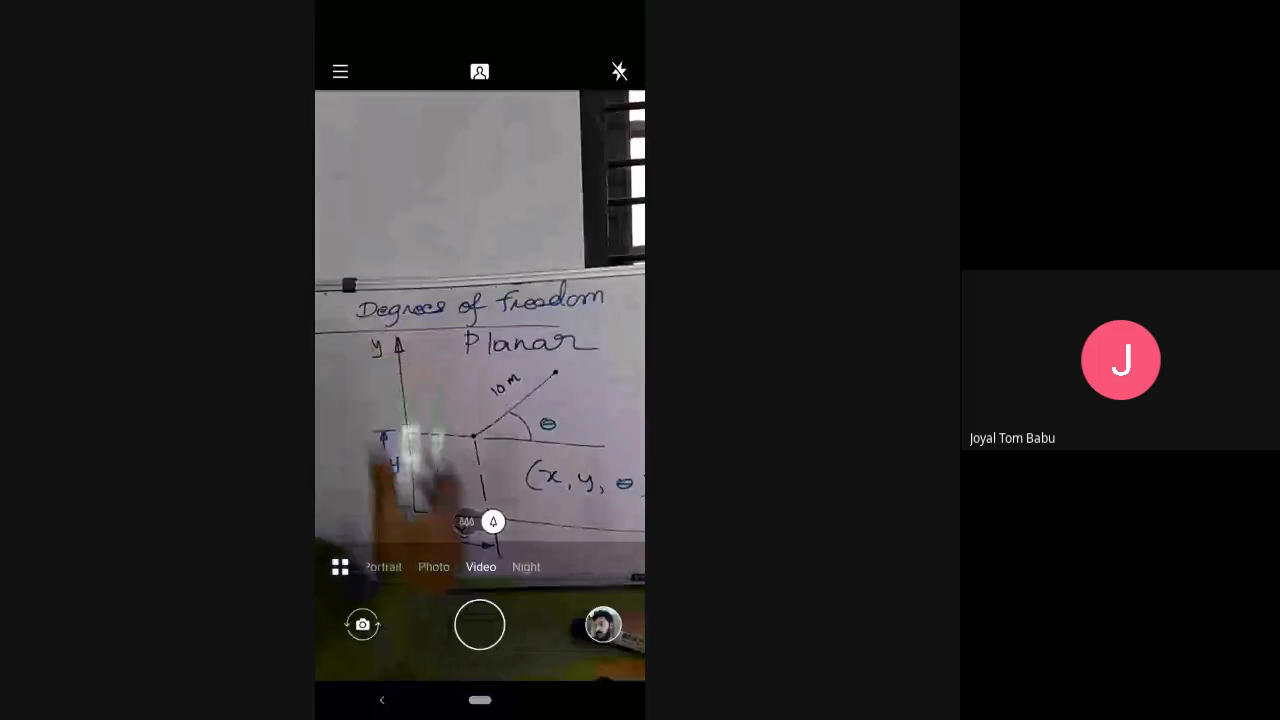 Degrees of freedom
y
Planar
10 m
θ
y
(x, y, θ
Portrait Photo Video Night
J
Joyal Tom Babu